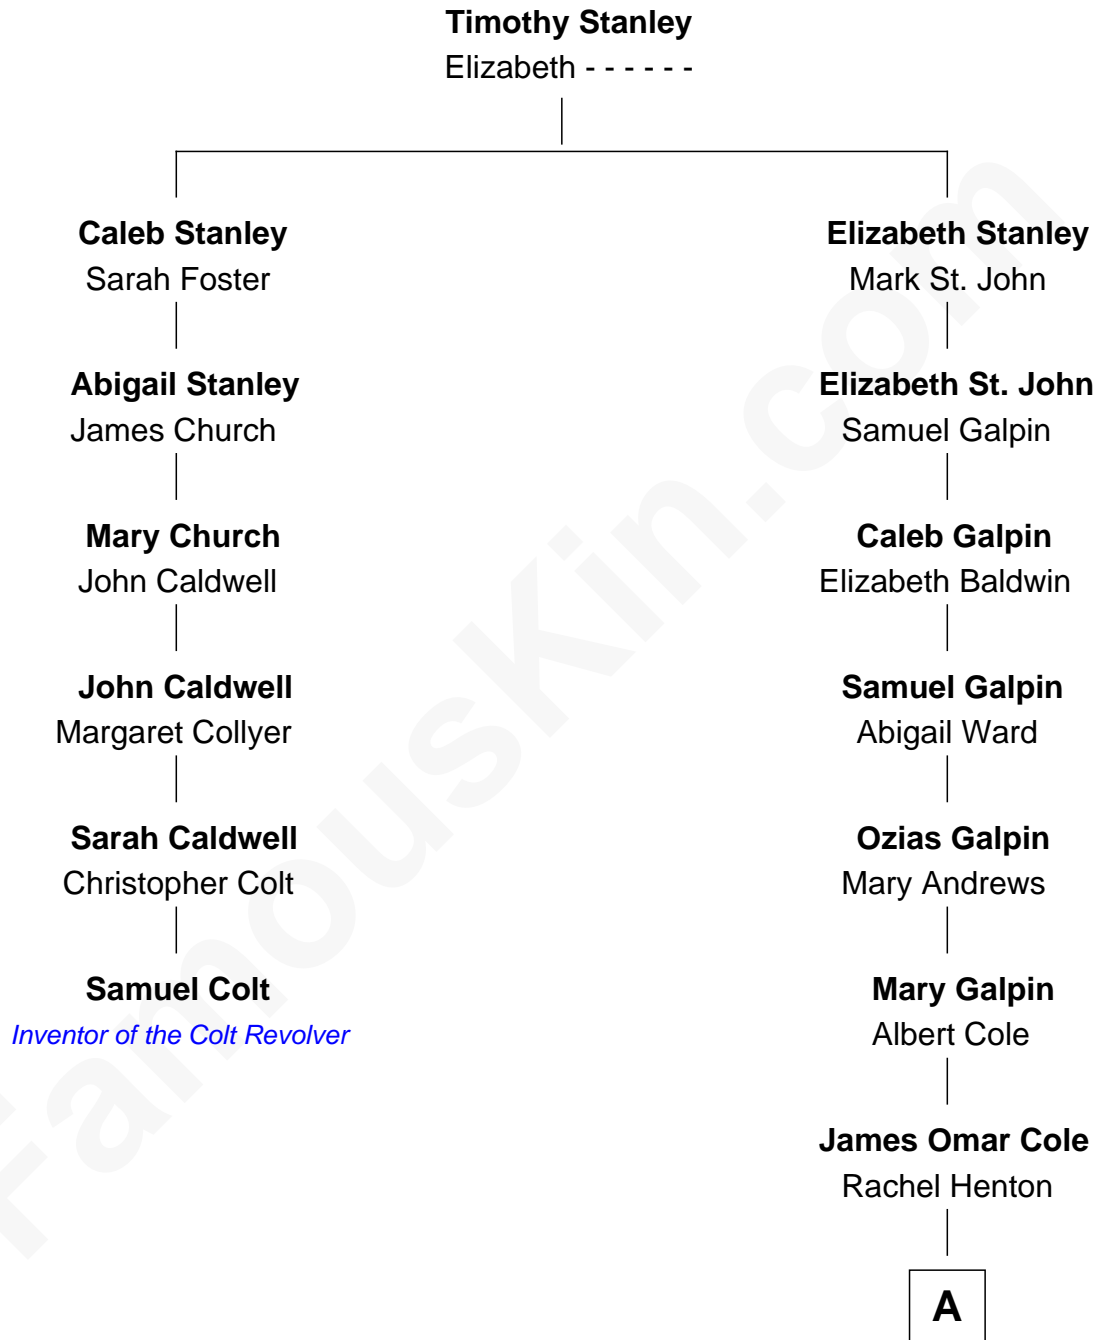 Timothy Stanley
Elizabeth - - - - - -
Caleb Stanley
Sarah Foster
Abigail Stanley
James Church
Mary Church
John Caldwell
John Caldwell
Margaret Collyer
Sarah Caldwell
Christopher Colt
Samuel Colt
Inventor of the Colt Revolver
Elizabeth Stanley
Mark St. John
Elizabeth St. John
Samuel Galpin
Caleb Galpin
Elizabeth Baldwin
Samuel Galpin
Abigail Ward
Ozias Galpin
Mary Andrews
Mary Galpin
Albert Cole
James Omar Cole
Rachel Henton
A
FamousKin.com